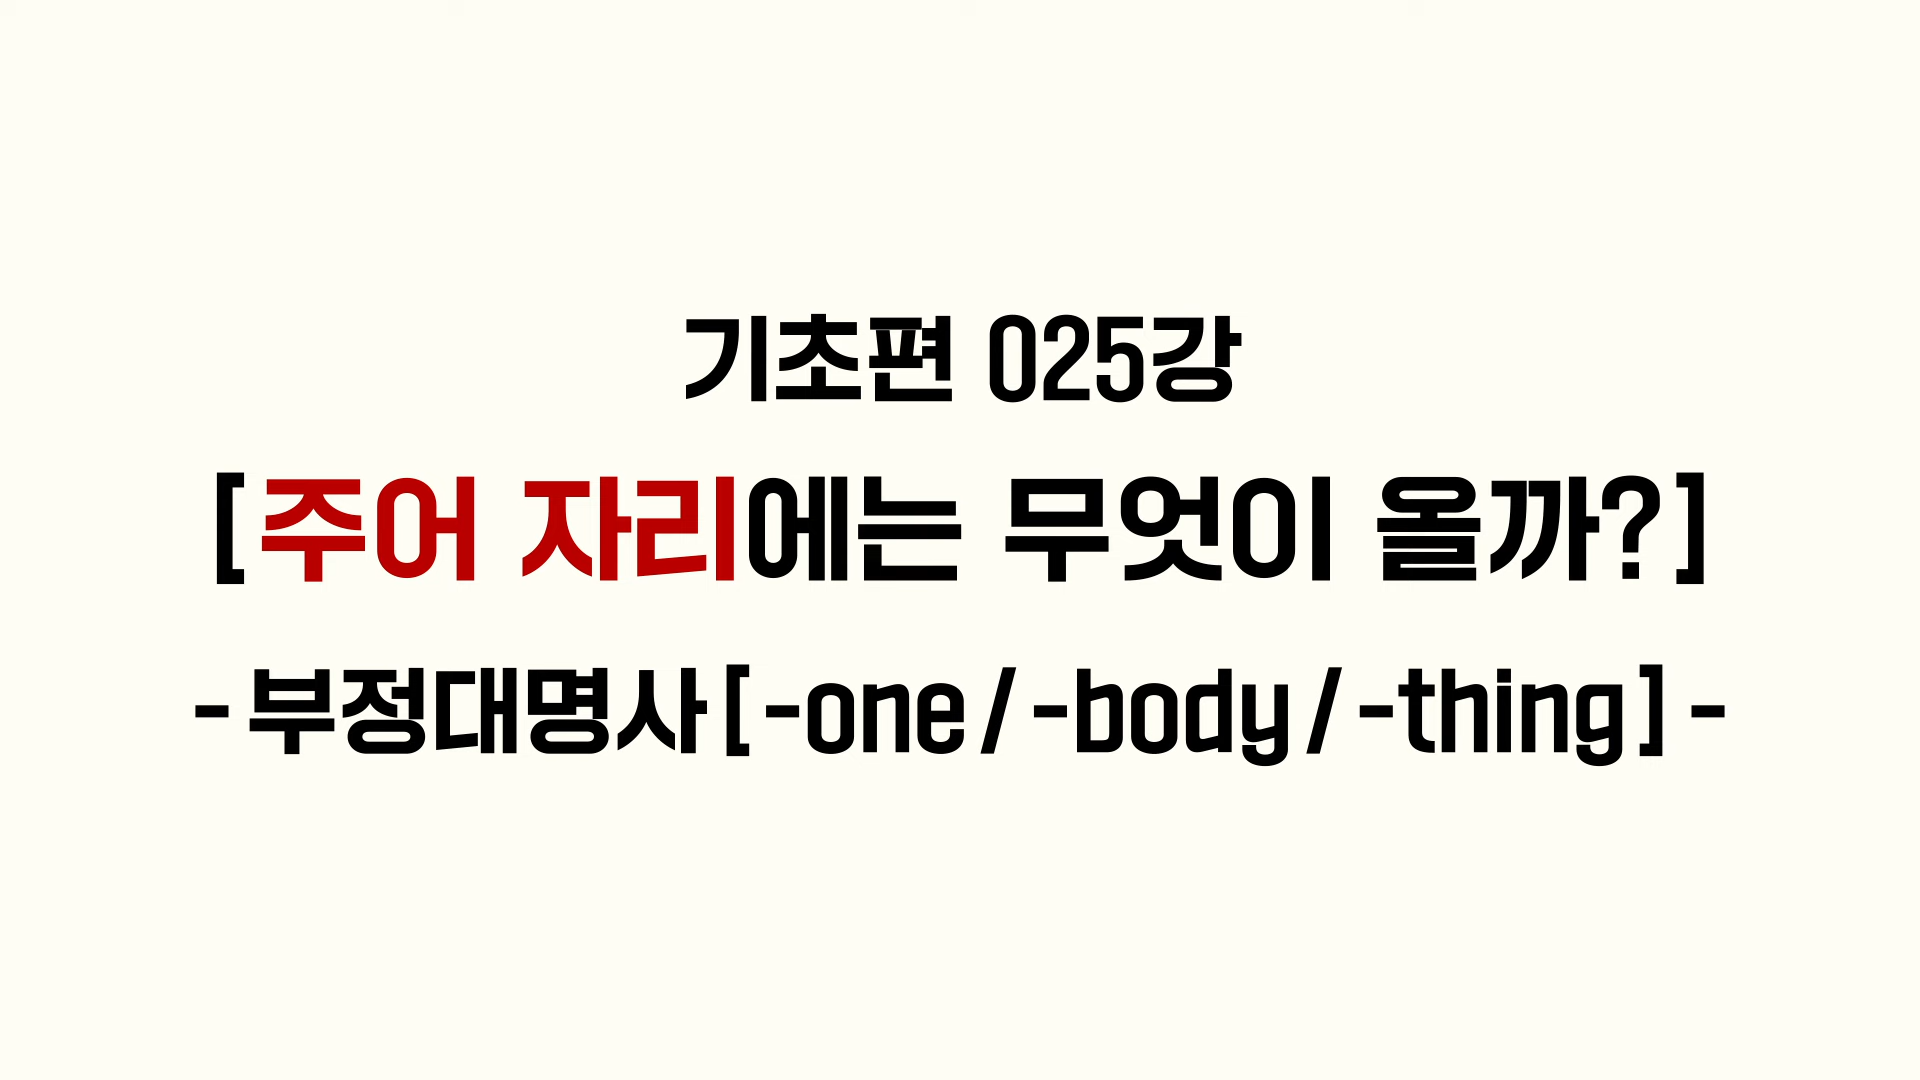 기초편 025강
[주어 자리에는 무엇이 올까?]
- 부정대명사 [ -one / -body / -thing ] -